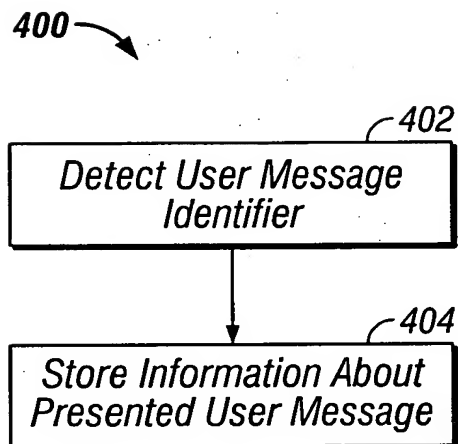 400
402
Detect User Message
Identifier
404
Store Information About
Presented User Message